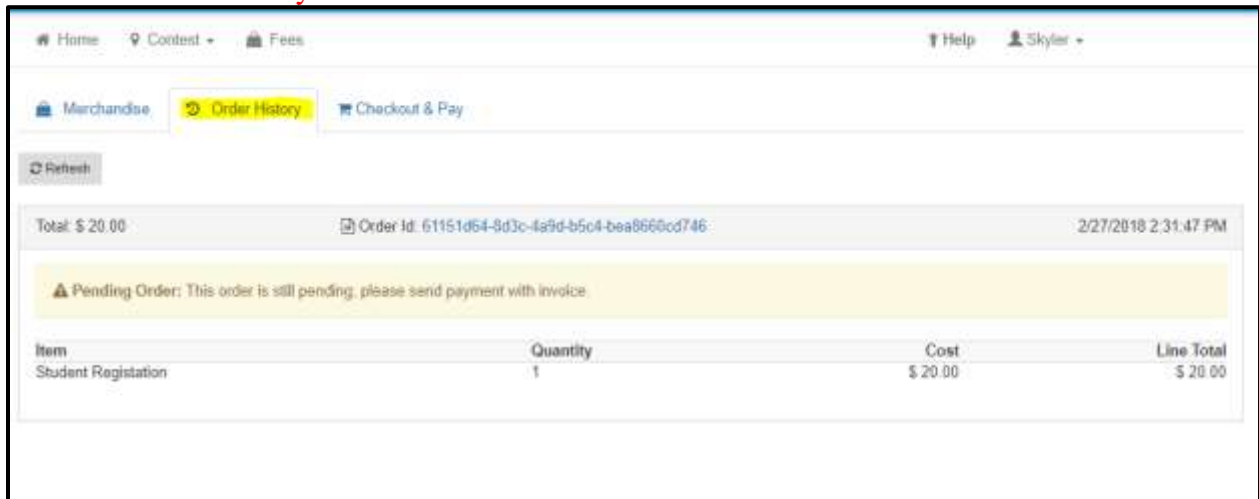 Home Contest Fees Help Skyler
Merchandise Order History Checkout & Pay
Refresh
Total: $ 20.00 Order Id: 61151d64-8d3c-4a9d-b5c4-bea8660cd746 2/27/2018 2:31:47 PM
Pending Order: This order is still pending, please send payment with invoice.
Item Quantity Cost Line Total
Student Registation 1 $ 20.00 $ 20.00